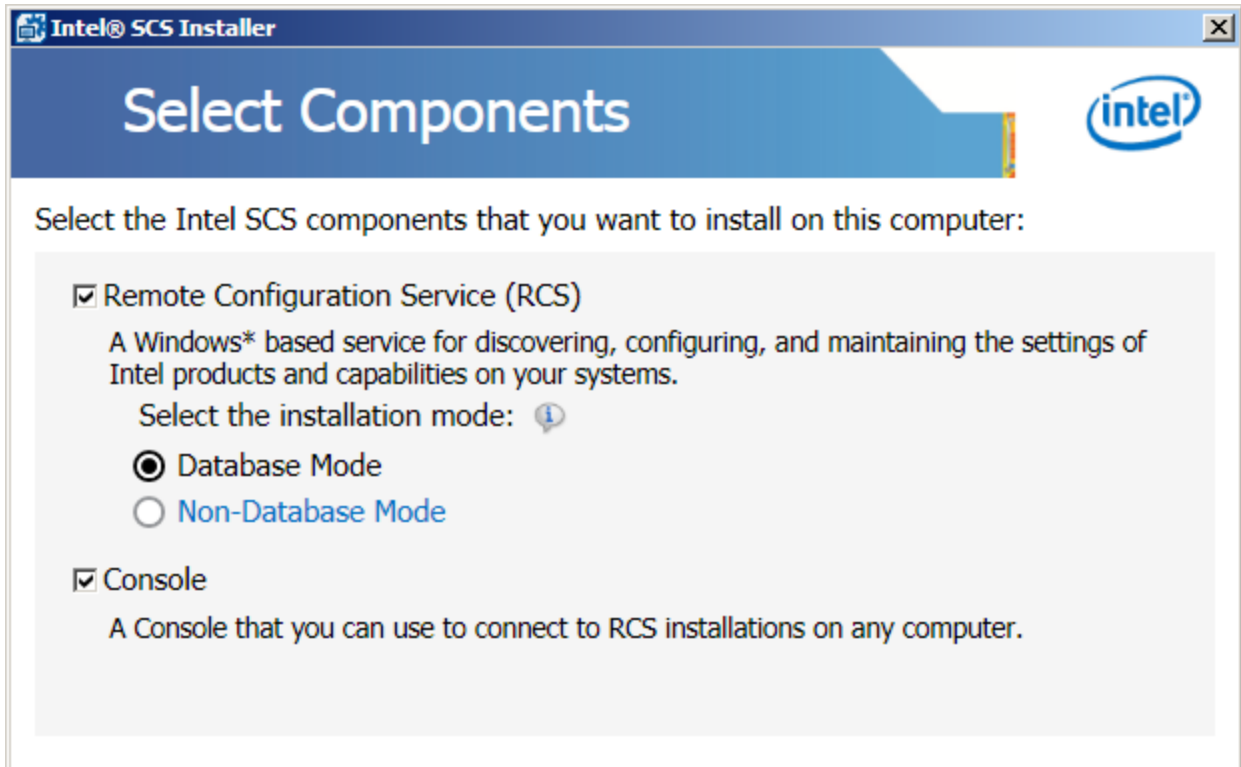 Intel® SCS Installer
Select Components
intel
Select the Intel SCS components that you want to install on this computer:
Remote Configuration Service (RCS)
A Windows* based service for discovering, configuring, and maintaining the settings of
Intel products and capabilities on your systems.
Select the installation mode:
Database Mode
Non-Database Mode
Console
A Console that you can use to connect to RCS installations on any computer.